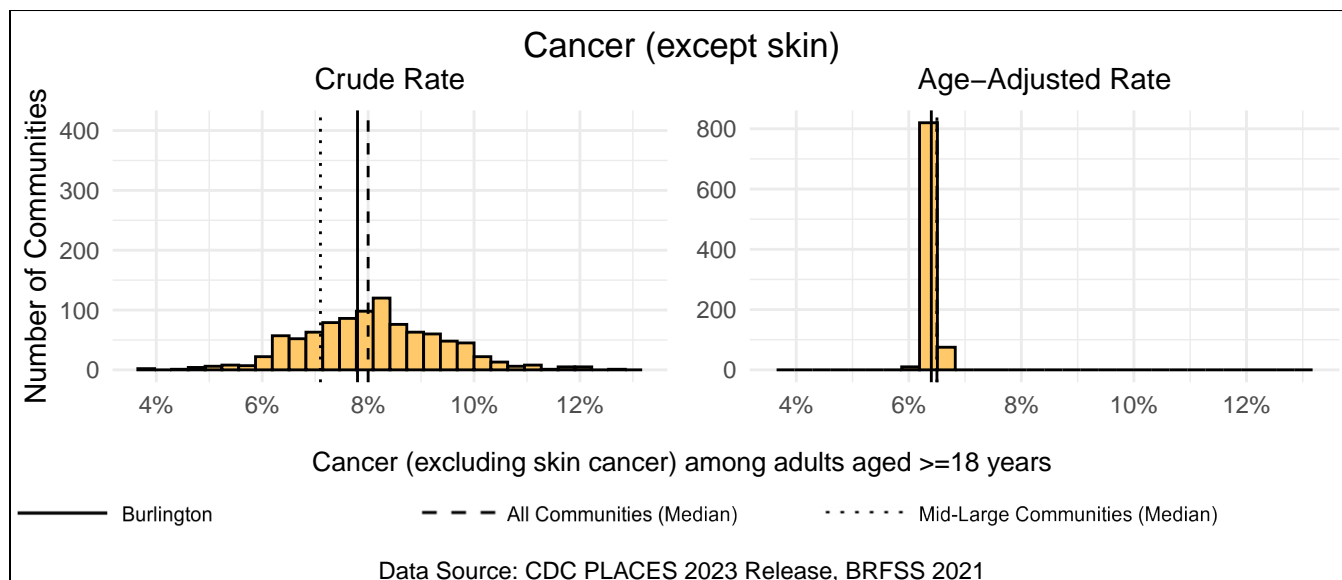 Cancer (except skin)
Crude Rate
Age−Adjusted Rate
Number of Communities
400
300
200
100
0
4%
6%
8%
10%
12%
800
600
400
200
0
4%
6%
8%
10%
12%
Cancer (excluding skin cancer) among adults aged >=18 years
Burlington
All Communities (Median)
Mid-Large Communities (Median)
Data Source: CDC PLACES 2023 Release, BRFSS 2021